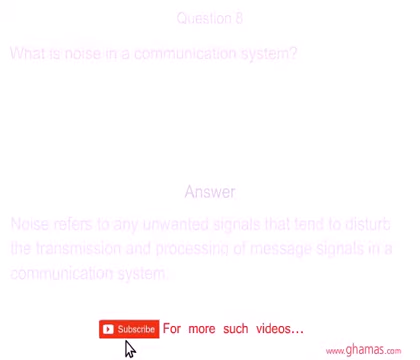 Question 8
What is noise in a communication system?
Answer
Noise refers to any unwanted signals that tend to disturb
the transmission and processing of message signals in a
communication system.
Subscribe For more such videos...
www.ghamas.com